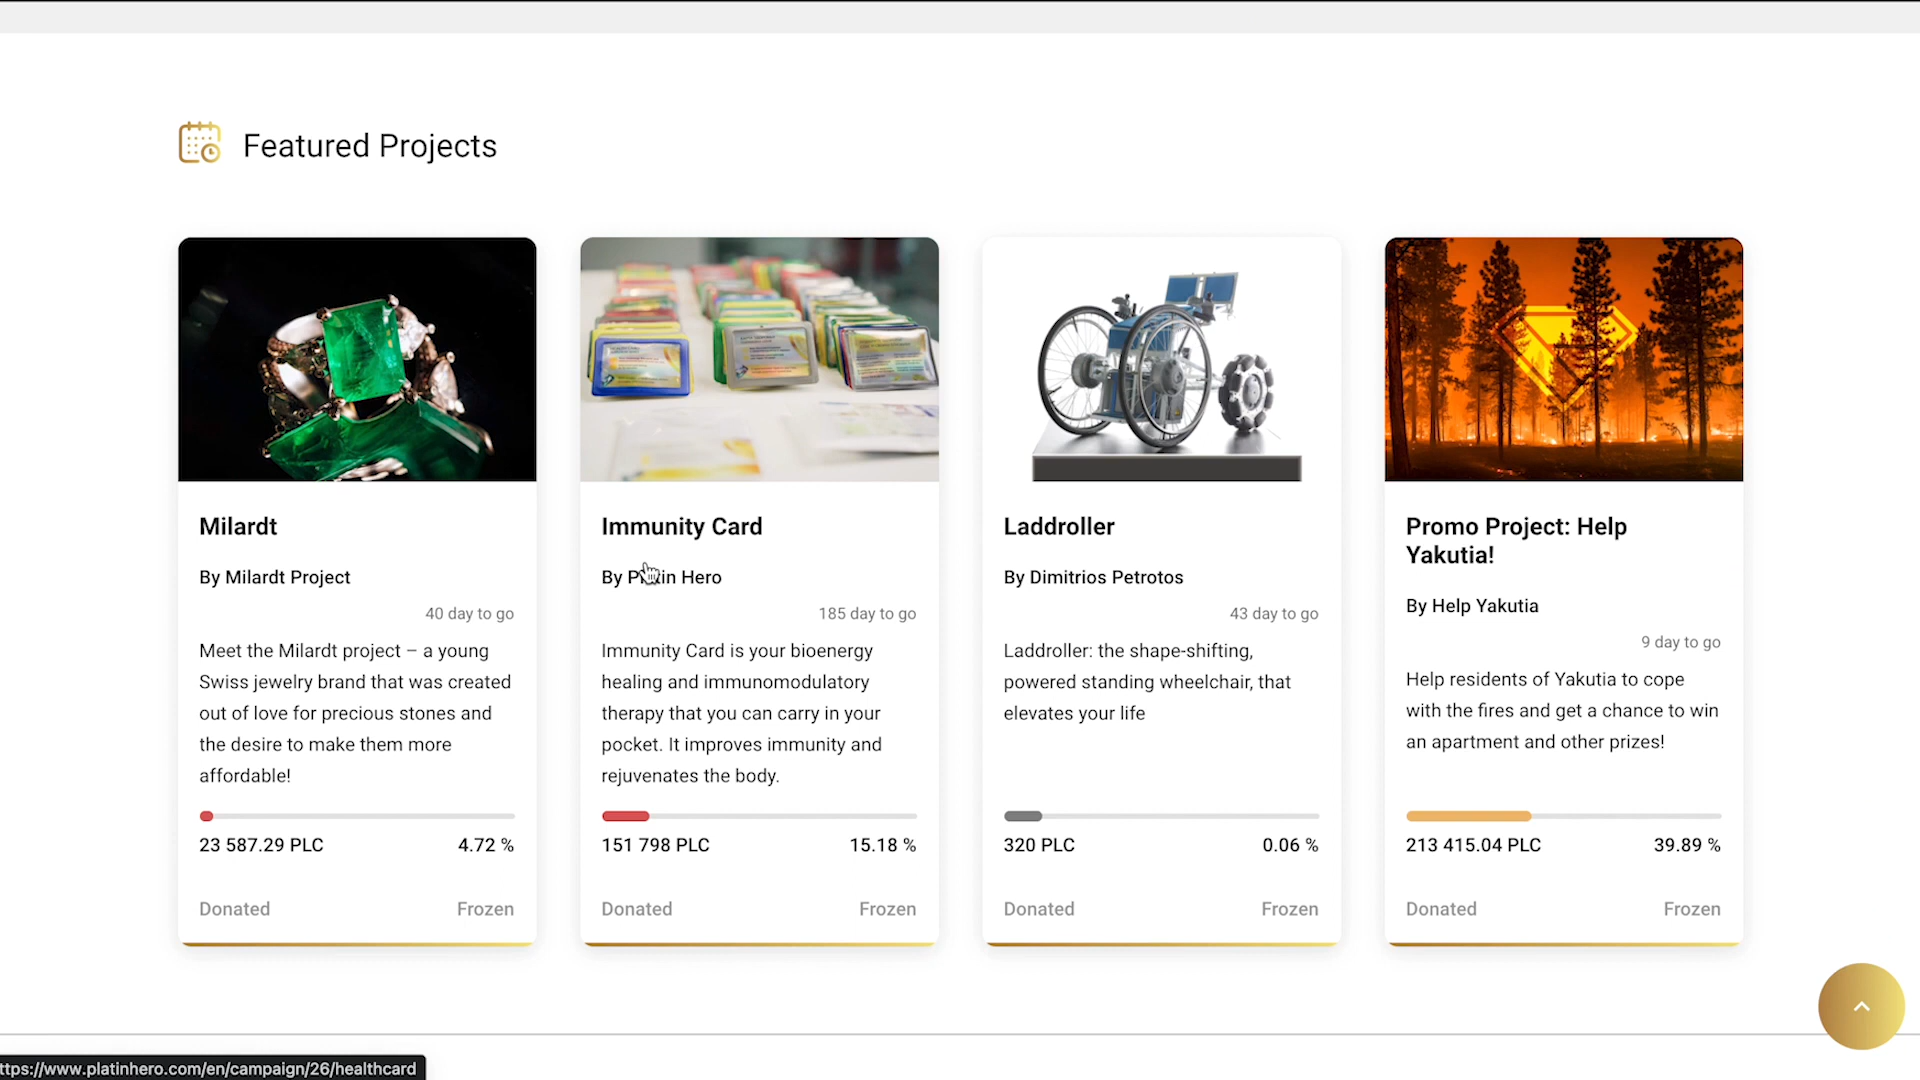 Featured Projects
Milardt
By Milardt Project
40 day to go
Meet the Milardt project – a young
Swiss jewelry brand that was created
out of love for precious stones and
the desire to make them more
affordable!
23 587.29 PLC
4.72 %
Donated
Frozen
Immunity Card
By Platin Hero
185 day to go
Immunity Card is your bioenergy
healing and immunomodulatory
therapy that you can carry in your
pocket. It improves immunity and
rejuvenates the body.
151 798 PLC
15.18 %
Donated
Frozen
Laddroller
By Dimitrios Petrotos
43 day to go
Laddroller: the shape-shifting,
powered standing wheelchair, that
elevates your life
320 PLC
0.06 %
Donated
Frozen
Promo Project: Help
Yakutia!
By Help Yakutia
9 day to go
Help residents of Yakutia to cope
with the fires and get a chance to win
an apartment and other prizes!
213 415.04 PLC
39.89 %
Donated
Frozen
ttps://www.platinhero.com/en/campaign/26/healthcard